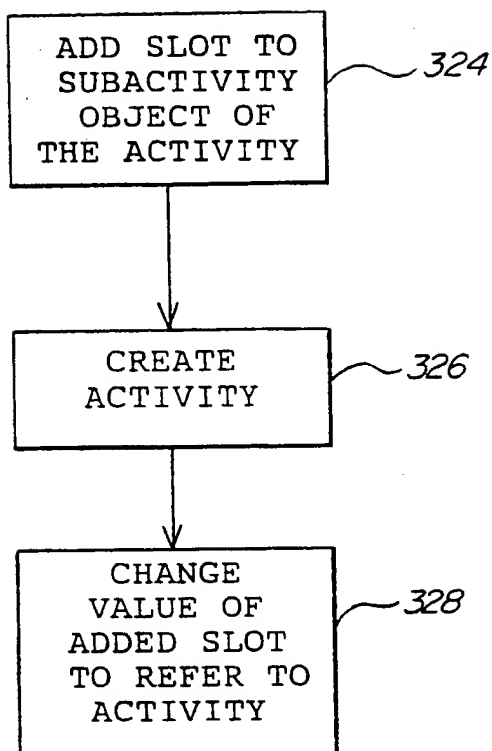 ADD SLOT TO
SUBACTIVITY
OBJECT OF
THE ACTIVITY
324
CREATE
ACTIVITY
326
CHANGE
VALUE OF
ADDED SLOT
TO REFER TO
ACTIVITY
328